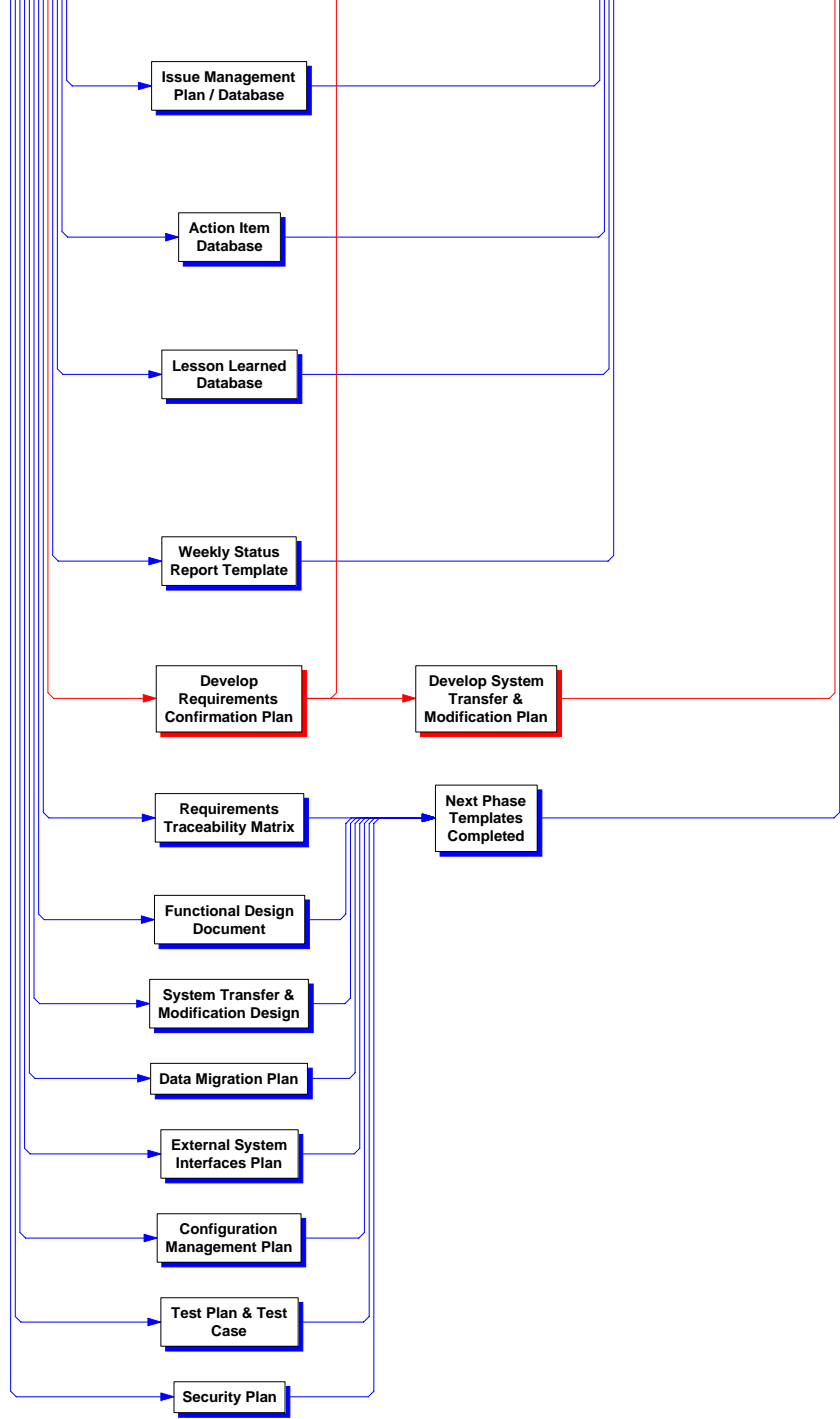 Issue Management
Plan / Database
Action Item
Database
Lesson Learned
Database
Weekly Status
Report Template
Develop
Requirements
Confirmation Plan
Develop System
Transfer &
Modification Plan
Requirements
Traceability Matrix
Next Phase
Templates
Completed
Functional Design
Document
System Transfer &
Modification Design
Data Migration Plan
External System
Interfaces Plan
Configuration
Management Plan
Test Plan & Test
Case
Security Plan